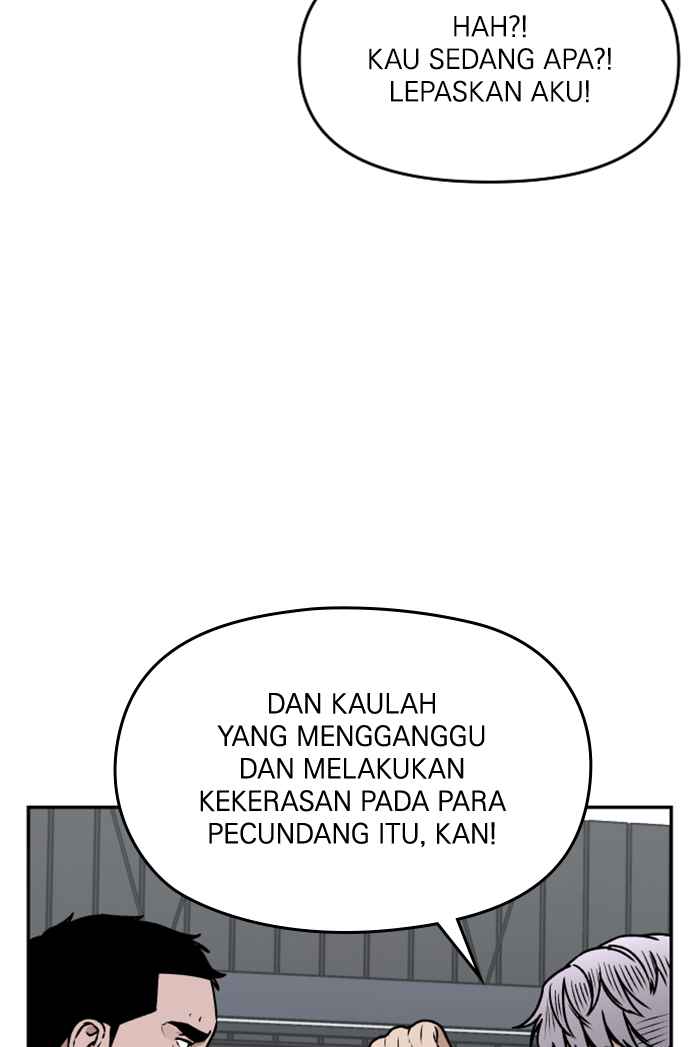 HAH?!
KAU SEDANG APA?!
LEPASKAN AKU!
DAN KAULAH
YANG MENGGANGGU
DAN MELAKUKAN
KEKERASAN PADA PARA
PECUNDANG ITU, KAN!